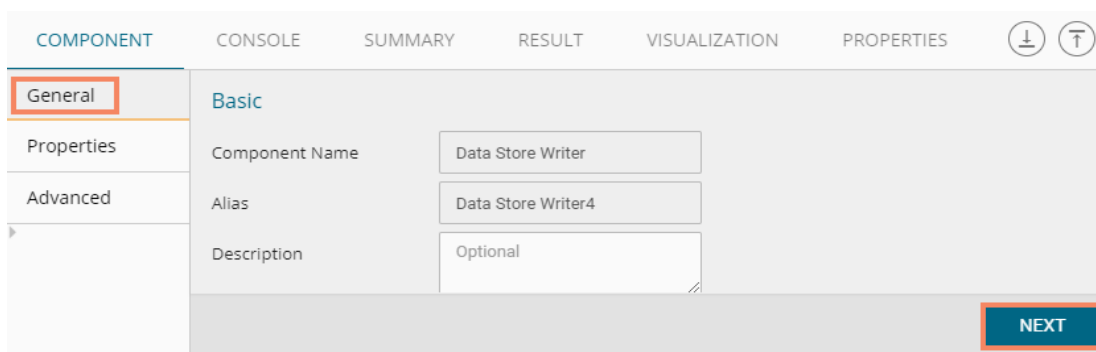 COMPONENT CONSOLE SUMMARY RESULT VISUALIZATION PROPERTIES
General
Properties
Advanced
Basic
Component Name Data Store Writer
Alias Data Store Writer4
Description Optional
NEXT